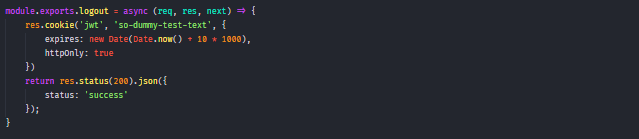 module.exports.logout = async (req, res, next) => {
    res.cookie('jwt', 'so-dummy-test-text', {
        expires: new Date(Date.now() + 10 * 1000),
        httpOnly: true
    })
    return res.status(200).json({
        status: 'success'
    });
}